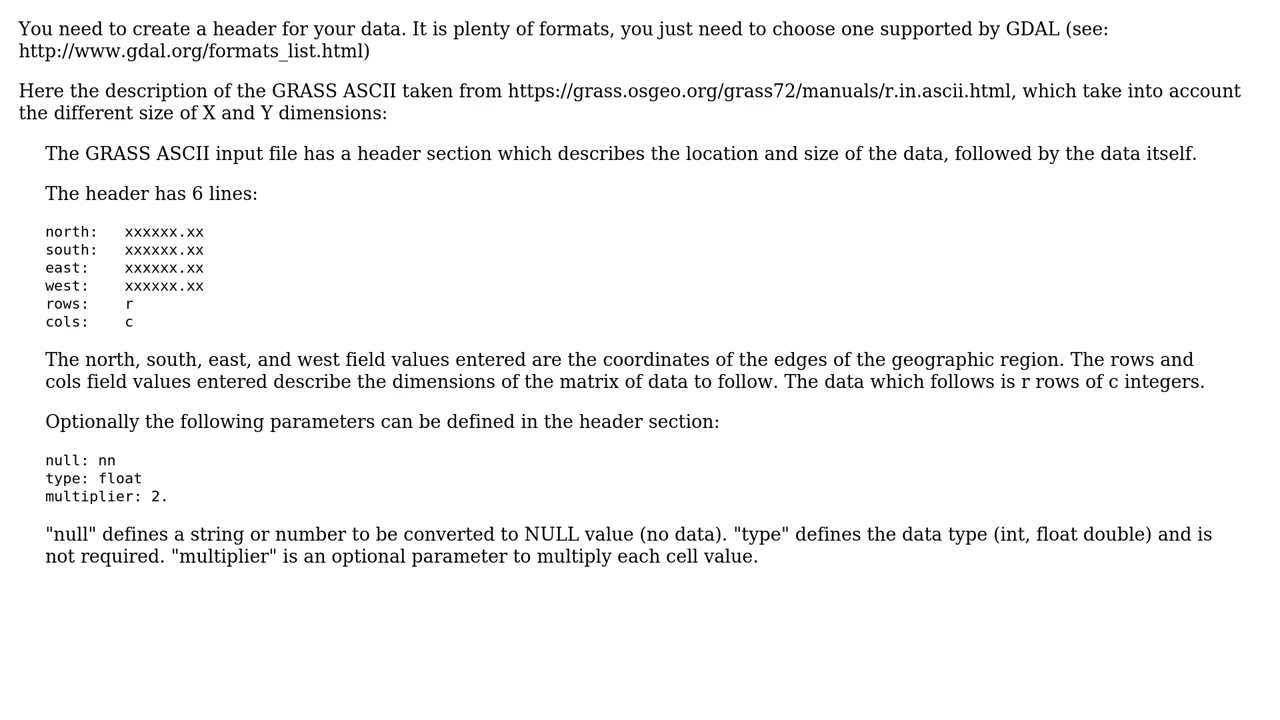 You need to create a header for your data. It is plenty of formats, you just need to choose one supported by GDAL (see:
http://www.gdal.org/formats_list.html)
Here the description of the GRASS ASCII taken from https://grass.osgeo.org/grass72/manuals/r.in.ascii.html, which take into account
the different size of X and Y dimensions:
The GRASS ASCII input file has a header section which describes the location and size of the data, followed by the data itself.
The header has 6 lines:
north:   xxxxxx.xx
south:   xxxxxx.xx
east:    xxxxxx.xx
west:    xxxxxx.xx
rows:    r
cols:    c
The north, south, east, and west field values entered are the coordinates of the edges of the geographic region. The rows and
cols field values entered describe the dimensions of the matrix of data to follow. The data which follows is r rows of c integers.
Optionally the following parameters can be defined in the header section:
null: nn
type: float
multiplier: 2.
"null" defines a string or number to be converted to NULL value (no data). "type" defines the data type (int, float double) and is
not required. "multiplier" is an optional parameter to multiply each cell value.